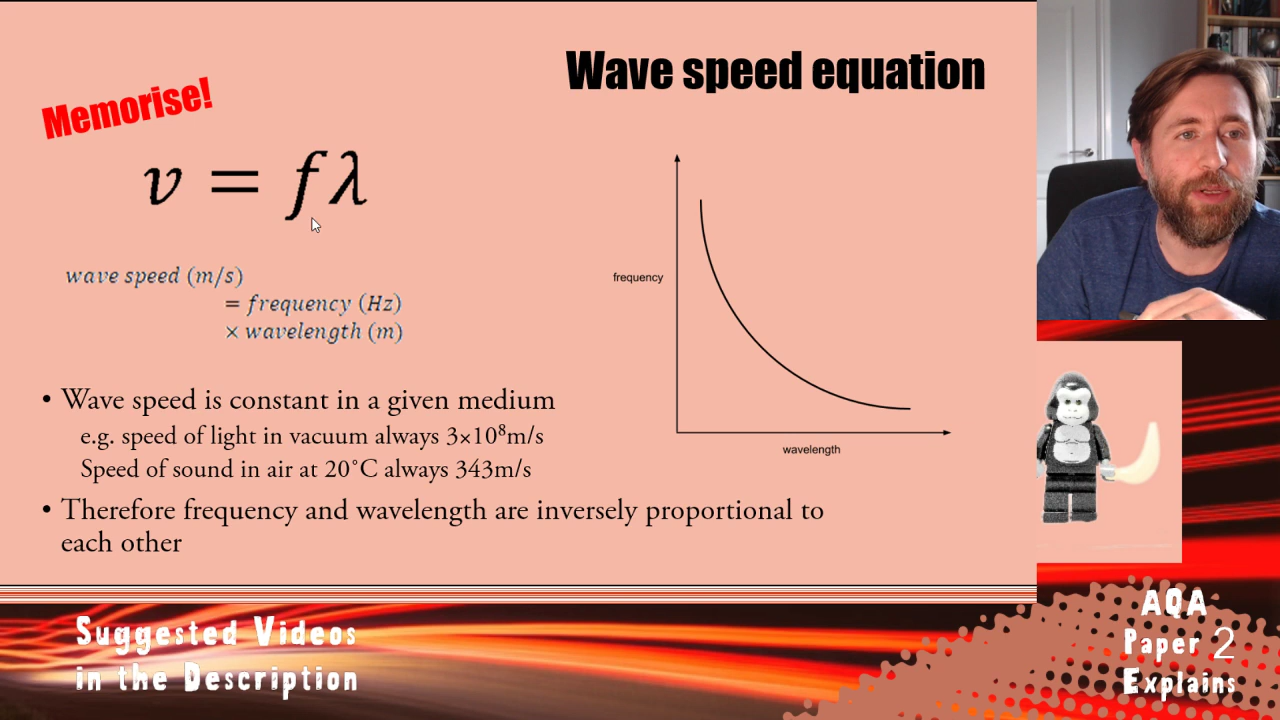 Wave speed equation
Memorise!
v = fλ
wave speed (m/s)
= frequency (Hz)
× wavelength (m)
frequency
wavelength
• Wave speed is constant in a given medium
e.g. speed of light in vacuum always 3×10⁸m/s
Speed of sound in air at 20˚C always 343m/s
• Therefore frequency and wavelength are inversely proportional to
each other
Suggested Videos
in the Description
AQA
Paper 2
Explains